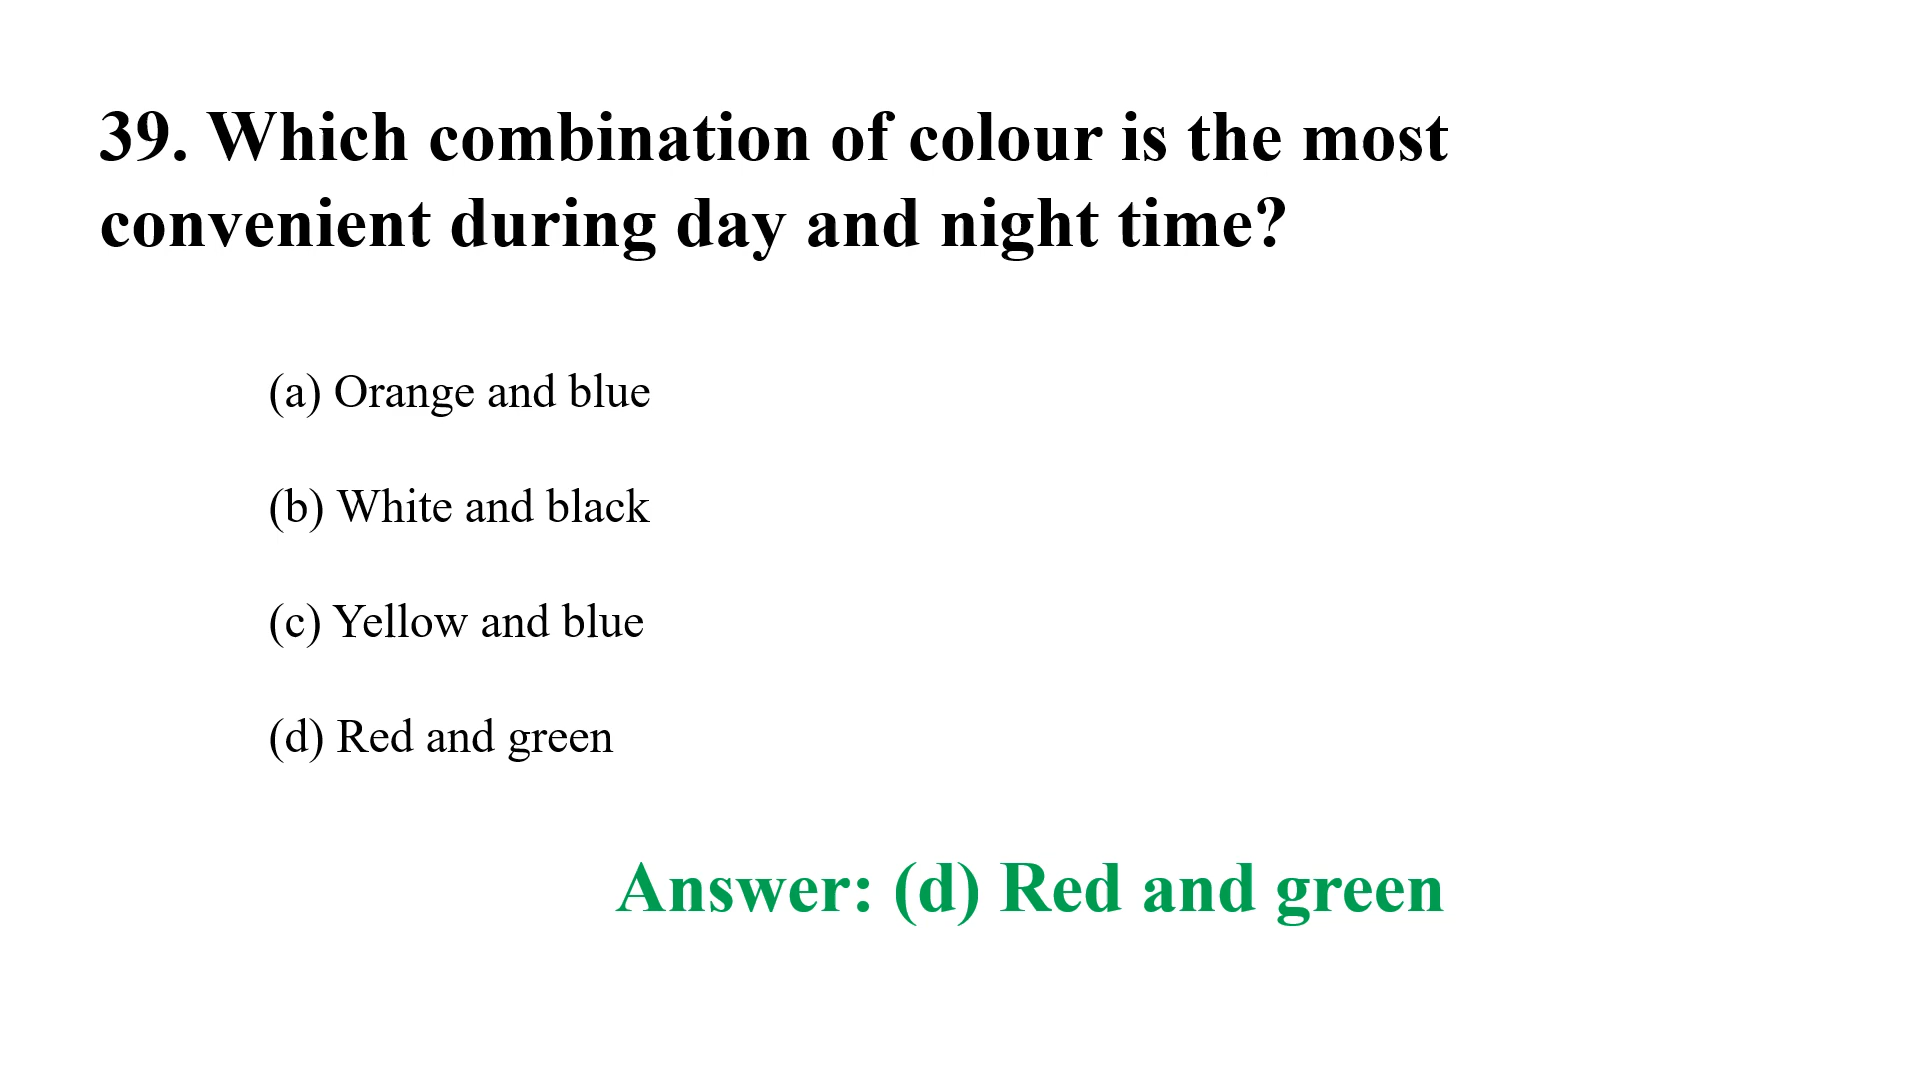 39. Which combination of colour is the most
convenient during day and night time?
(a) Orange and blue
(b) White and black
(c) Yellow and blue
(d) Red and green
Answer: (d) Red and green